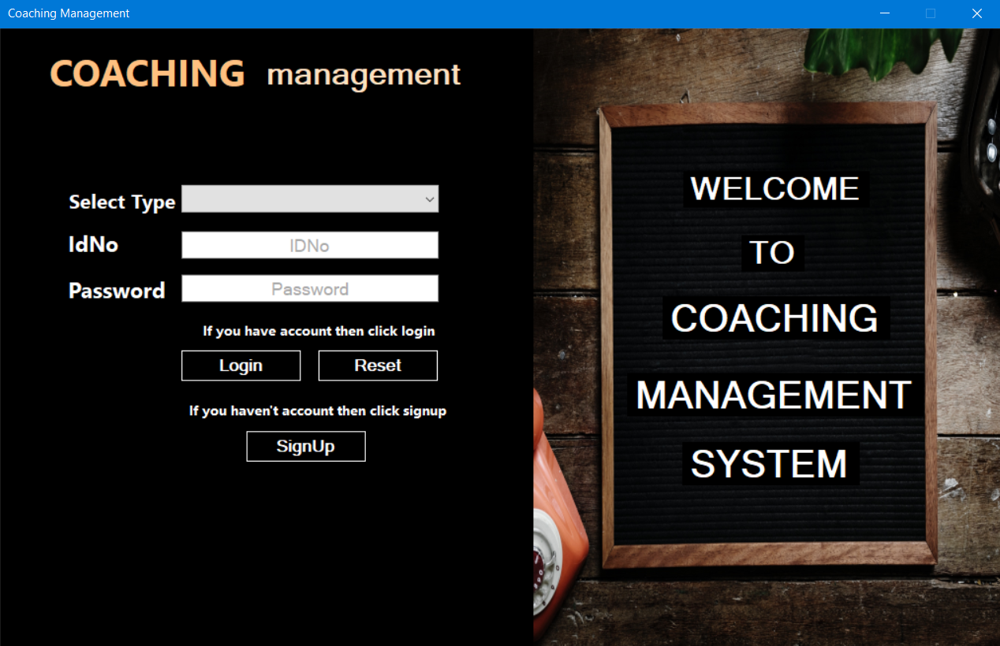 Coaching Management
COACHING management
Select Type
IdNo IDNo
Password Password
If you have account then click login
Login Reset
If you haven't account then click signup
SignUp
WELCOME
TO
COACHING
MANAGEMENT
SYSTEM